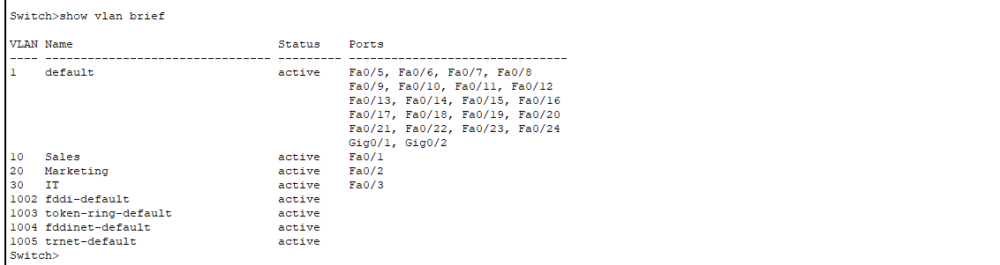 Switch>show vlan brief
VLAN Name                             Status    Ports
---- -------------------------------- --------- -------------------------------
1    default                          active    Fa0/5, Fa0/6, Fa0/7, Fa0/8
                                                Fa0/9, Fa0/10, Fa0/11, Fa0/12
                                                Fa0/13, Fa0/14, Fa0/15, Fa0/16
                                                Fa0/17, Fa0/18, Fa0/19, Fa0/20
                                                Fa0/21, Fa0/22, Fa0/23, Fa0/24
                                                Gig0/1, Gig0/2
10   Sales                            active    Fa0/1
20   Marketing                        active    Fa0/2
30   IT                               active    Fa0/3
1002 fddi-default                     active
1003 token-ring-default               active
1004 fddinet-default                  active
1005 trnet-default                    active
Switch>